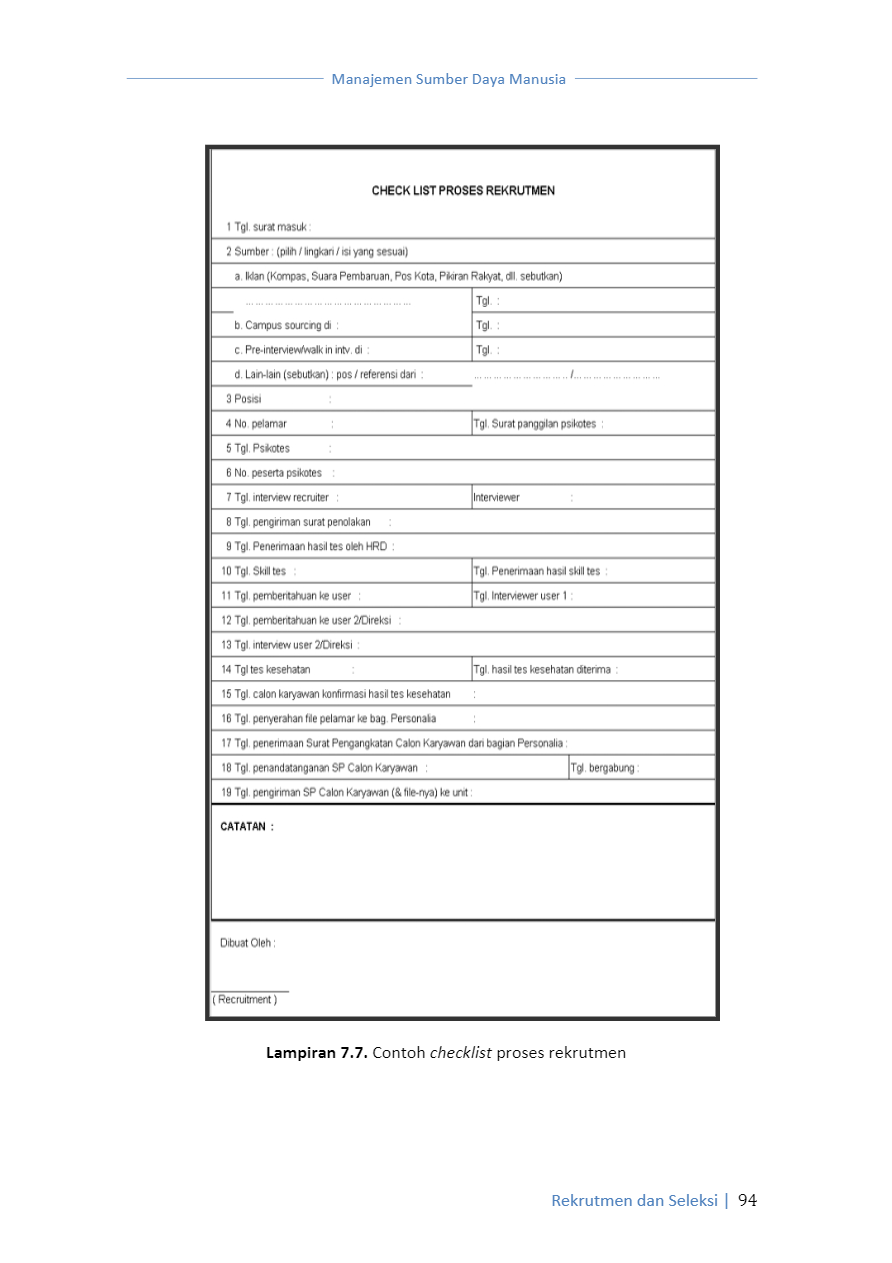 Manajemen Sumber Daya Manusia
CHECK LIST PROSES REKRUTMEN
1 Tgl. surat masuk :
2 Sumber : (pilih / lingkari / isi yang sesuai)
a. Iklan (Kompas, Suara Pembaruan, Pos Kota, Pikiran Rakyat, dll. sebutkan)
... ... ... ... ... ... ... ... ... ... ... ... ... ... ... ... ... Tgl. :
b. Campus sourcing di : Tgl. :
c. Pre-interview/walk in intv. di : Tgl. :
d. Lain-lain (sebutkan) : pos / referensi dari : ... ... ... ... ... ... ... ... ... .. /... ... ... ... ... ... ... ... ...
3 Posisi :
4 No. pelamar : Tgl. Surat panggilan psikotes :
5 Tgl. Psikotes :
6 No. peserta psikotes :
7 Tgl. interview recruiter : Interviewer :
8 Tgl. pengiriman surat penolakan :
9 Tgl. Penerimaan hasil tes oleh HRD :
10 Tgl. Skill tes : Tgl. Penerimaan hasil skill tes :
11 Tgl. pemberitahuan ke user : Tgl. Interviewer user 1 :
12 Tgl. pemberitahuan ke user 2/Direksi :
13 Tgl. interview user 2/Direksi :
14 Tgl tes kesehatan : Tgl. hasil tes kesehatan diterima :
15 Tgl. calon karyawan konfirmasi hasil tes kesehatan :
16 Tgl. penyerahan file pelamar ke bag. Personalia :
17 Tgl. penerimaan Surat Pengangkatan Calon Karyawan dari bagian Personalia :
18 Tgl. penandatanganan SP Calon Karyawan : Tgl. bergabung :
19 Tgl. pengiriman SP Calon Karyawan (& file-nya) ke unit :
CATATAN :
Dibuat Oleh :
( Recruitment )
Lampiran 7.7. Contoh checklist proses rekrutmen
Rekrutmen dan Seleksi | 94